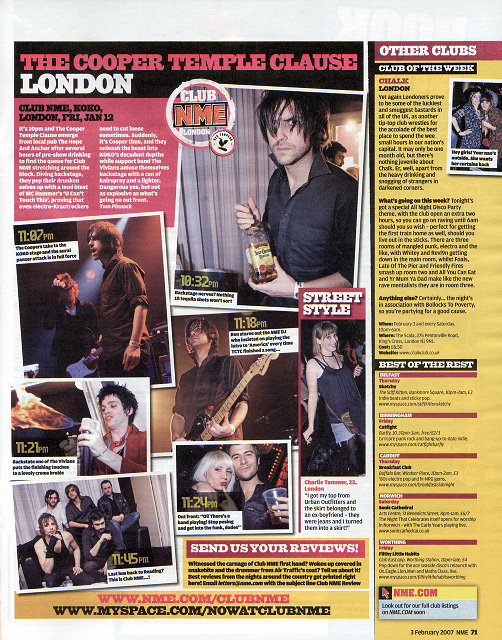 THE COOPER TEMPLE CLAUSE
LONDON
CLUB NME, KOKO,
LONDON, FRI, JAN 12
It's 10pm and The Cooper
Temple Clause emerge
from local pub The Hope
And Anchor after several
hours of pre-show drinking
to find the queue for Club
NME stretching around the
block. Diving backstage,
they pep their drunken
selves up with a loud blast
of MC Hammer's 'U Can't
Touch This', proving that
even electro-Krautrockers
need to cut loose
sometimes. Suddenly,
it's Cooper time, and they
unleash the beast into
KOKO's decadent depths
while support band The
Vivians amuse themselves
backstage with a can of
hairspray and a lighter.
Dangerous yes, but not
as explosive as what's
going on out front.
Tom Pinnock
CLUB
NME
LONDON
11:07PM
The Coopers take to the
KOKO stage and the aural
panzer attack is in full force
10:32PM
Backstage nerves? Nothing
18 tequila shots won't sort
11:18PM
Ben stares out the NME DJ
who insisted on playing the
intro to 'America' every time
TCTC finished a song...
11:21PM
Backstage one of the Vivians
puts the finishing touches
to a lovely creme brulée
11:24PM
Out front: "Oi! There's a
band playing! Stop posing
and get into the funk, dudes"
11:45PM
Last bus back to Reading?
This is Club NME...!
STREET
STYLE
Charlie Tommer, 23,
London
"I got my top from
Urban Outfitters and
the skirt belonged to
an ex-boyfriend – they
were jeans and I turned
them into a skirt!"
SEND US YOUR REVIEWS!
Witnessed the carnage of Club NME first hand? Woken up covered in
snakebite and the drummer from Air Traffic's coat? Tell us about it!
Best reviews from the nights around the country get printed right
here! Email letters@nme.com with the subject line Club NME Review
WWW.NME.COM/CLUBNME
WWW.MYSPACE.COM/NOWATCLUBNME
OTHER CLUBS
CLUB OF THE WEEK
CHALK
LONDON
Yet again Londoners prove
to be some of the luckiest
and smuggest bastards in
all of the UK, as another
tip-top club wrestles for
the accolade of the best
place to spend the wee
small hours in our nation's
capital. It may only be one
month old, but there's
nothing juvenile about
Chalk. Er, well, apart from
the heavy drinking and
snogging of strangers in
darkened corners.
Hey girls! Your man's
outside. She wants
her curtains back
What's going on this week? Tonight's
got a special All Night Disco Party
theme, with the club open an extra two
hours, so you can go on raving until 6am
should you so wish – perfect for getting
the first train home as well, should you
live out in the sticks. There are three
rooms of mangled punk, electro and the
like, with Whitey and Rev!9n getting
down in the main room, whilst Foals,
Late Of The Pier and Friendly Fires
smash up room two and All You Can Eat
and Yr Mum Ya Dad make like the new
rave mentalists they are in room three.
Anything else? Certainly... the night's
in association with Bollocks To Poverty,
so you're partying for a good cause.
When: February 3 and every Saturday,
10pm-6am.
Where: The Scala, 275 Pentonville Road,
King's Cross, London N1 9NL
Cost: £8.50
Website: www.chalkclub.co.uk
BEST OF THE REST
BELFAST
Thursday
Sketchy
The Stiff Kitten, Bankmore Square, 10pm-2am, £3
Indie beats and sticky pop.
www.myspace.com/stiffkittensketchy
BIRMINGHAM
Friday
Catfight
Barfly, 10.30pm-3am, free/£2/3
Intricate punk rock and bang-up-to-date indie.
www.myspace.com/catfightbarfly
CARDIFF
Thursday
Breakfast Club
Buffalo Bar, Windsor Place, 10pm-2am, £3
'80s electro pop and hi-NRG gems.
www.myspace.com/breakfastclubnight
NORWICH
Saturday
Sonic Cathedral
Arts Centre, St Benedicts Street, 8pm-2am, £6/7
The Night That Celebrates Itself opens for worship
in Norwich – with The Early Years playing live.
www.soniccathedral.co.uk
WORTHING
Friday
Filthy Little Habits
Club East Lap, Worthing Station, 10pm-late, £4
Pop down for the ace seaside disco's rematch with
Os, Eagle, Lion, Man and Maths Class, live.
www.myspace.com/filthylittlehabitsworthing
NME.COM
Look out for our full club listings
on NME.COM soon
3 February 2007 NME 71